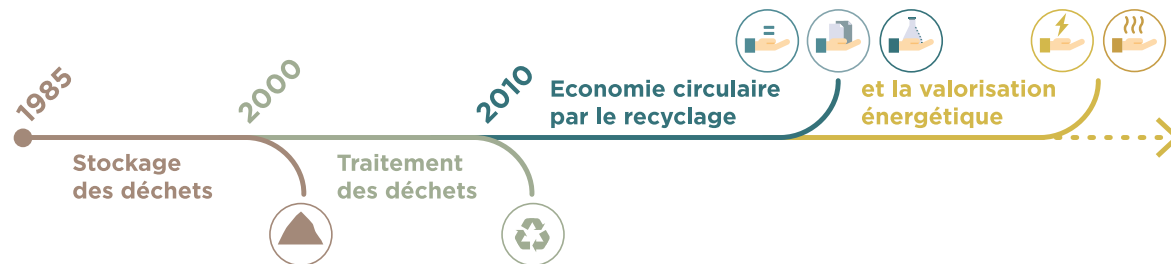 1985
2000
2010
Stockage
des déchets
Traitement
des déchets
Economie circulaire
par le recyclage
et la valorisation
énergétique